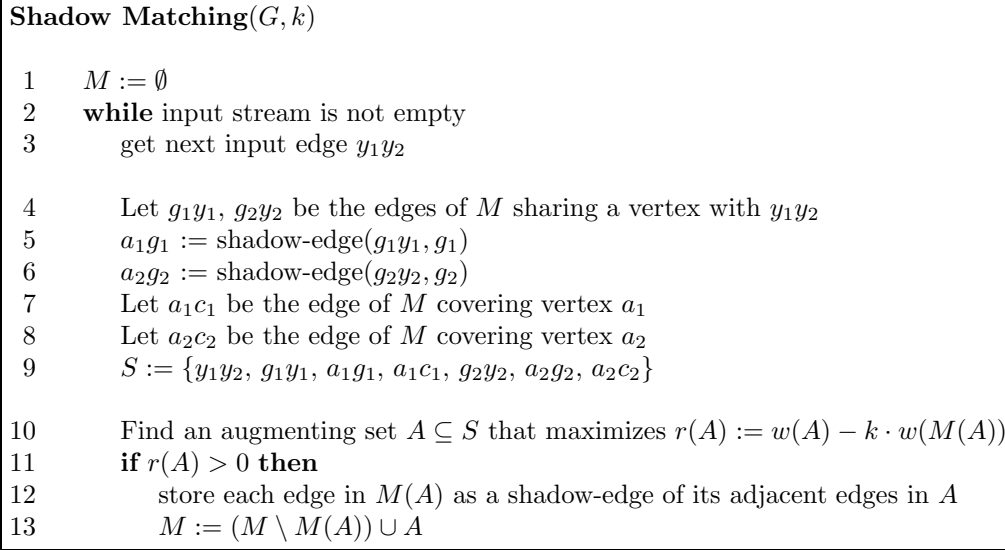 Shadow Matching(G, k)
1 M := ∅
2 while input stream is not empty
3 get next input edge y₁y₂
4 Let g₁y₁, g₂y₂ be the edges of M sharing a vertex with y₁y₂
5 a₁g₁ := shadow-edge(g₁y₁, g₁)
6 a₂g₂ := shadow-edge(g₂y₂, g₂)
7 Let a₁c₁ be the edge of M covering vertex a₁
8 Let a₂c₂ be the edge of M covering vertex a₂
9 S := {y₁y₂, g₁y₁, a₁g₁, a₁c₁, g₂y₂, a₂g₂, a₂c₂}
10 Find an augmenting set A ⊆ S that maximizes r(A) := w(A) − k · w(M(A))
11 if r(A) > 0 then
12 store each edge in M(A) as a shadow-edge of its adjacent edges in A
13 M := (M \ M(A)) ∪ A